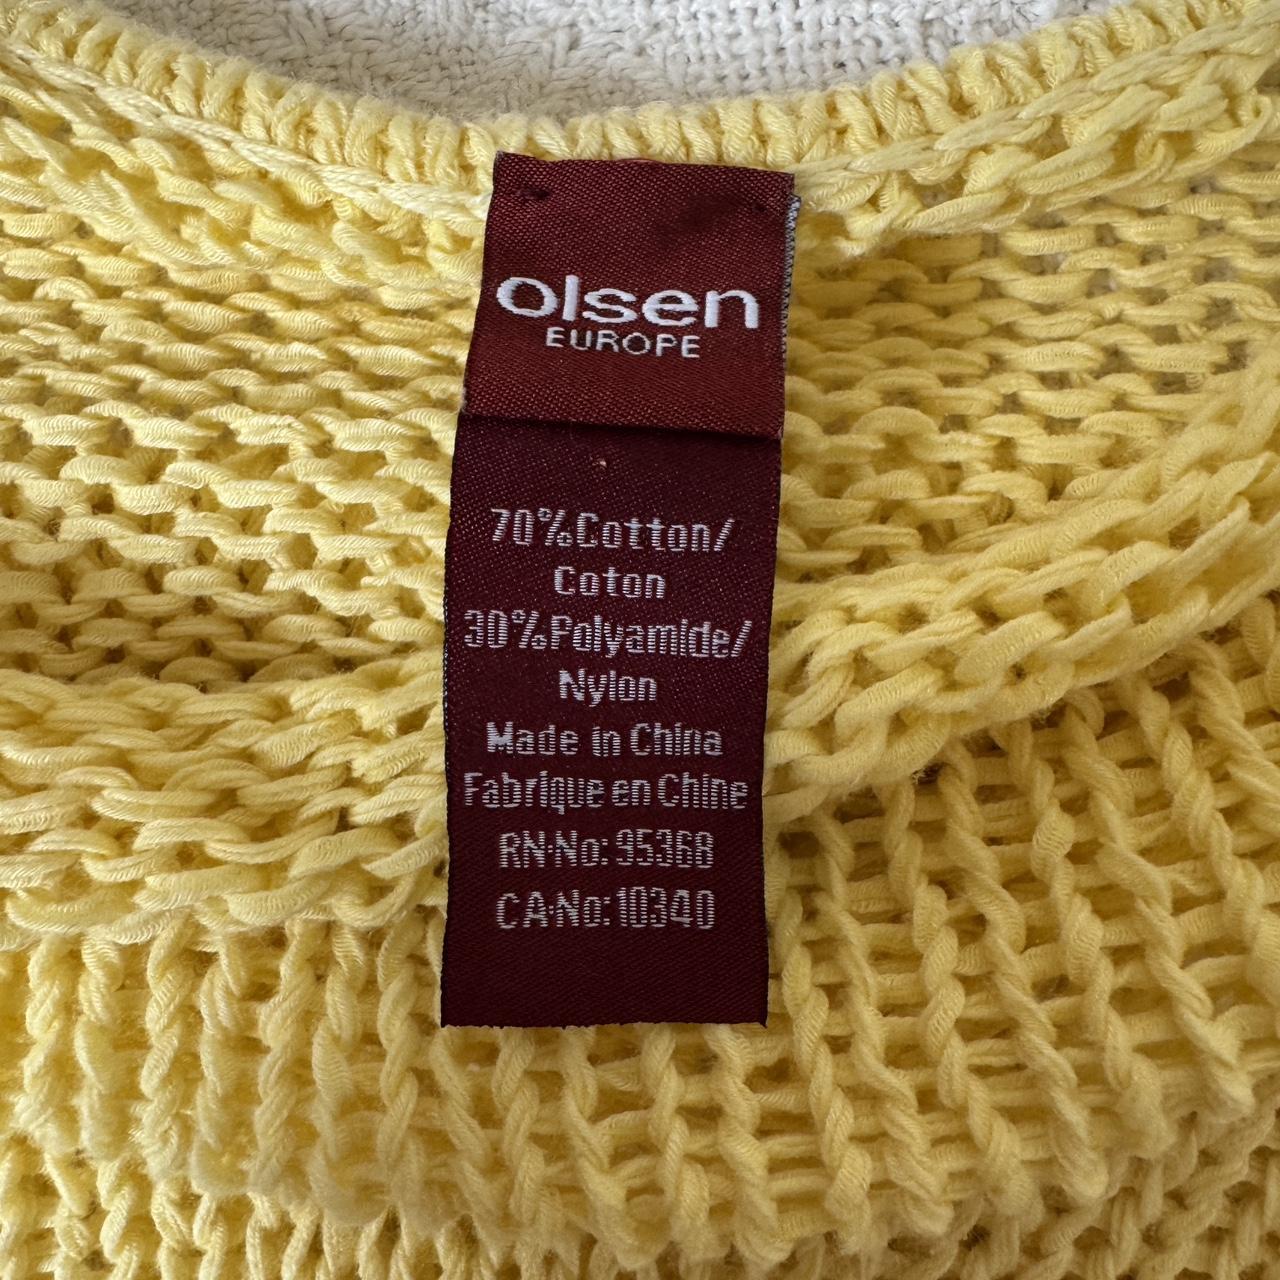 olsen
EUROPE
70%Cotton/
Coton
30%Polyamide/
Nylon
Made in China
Fabrique en Chine
RN-No: 95368
CA-No: 10340